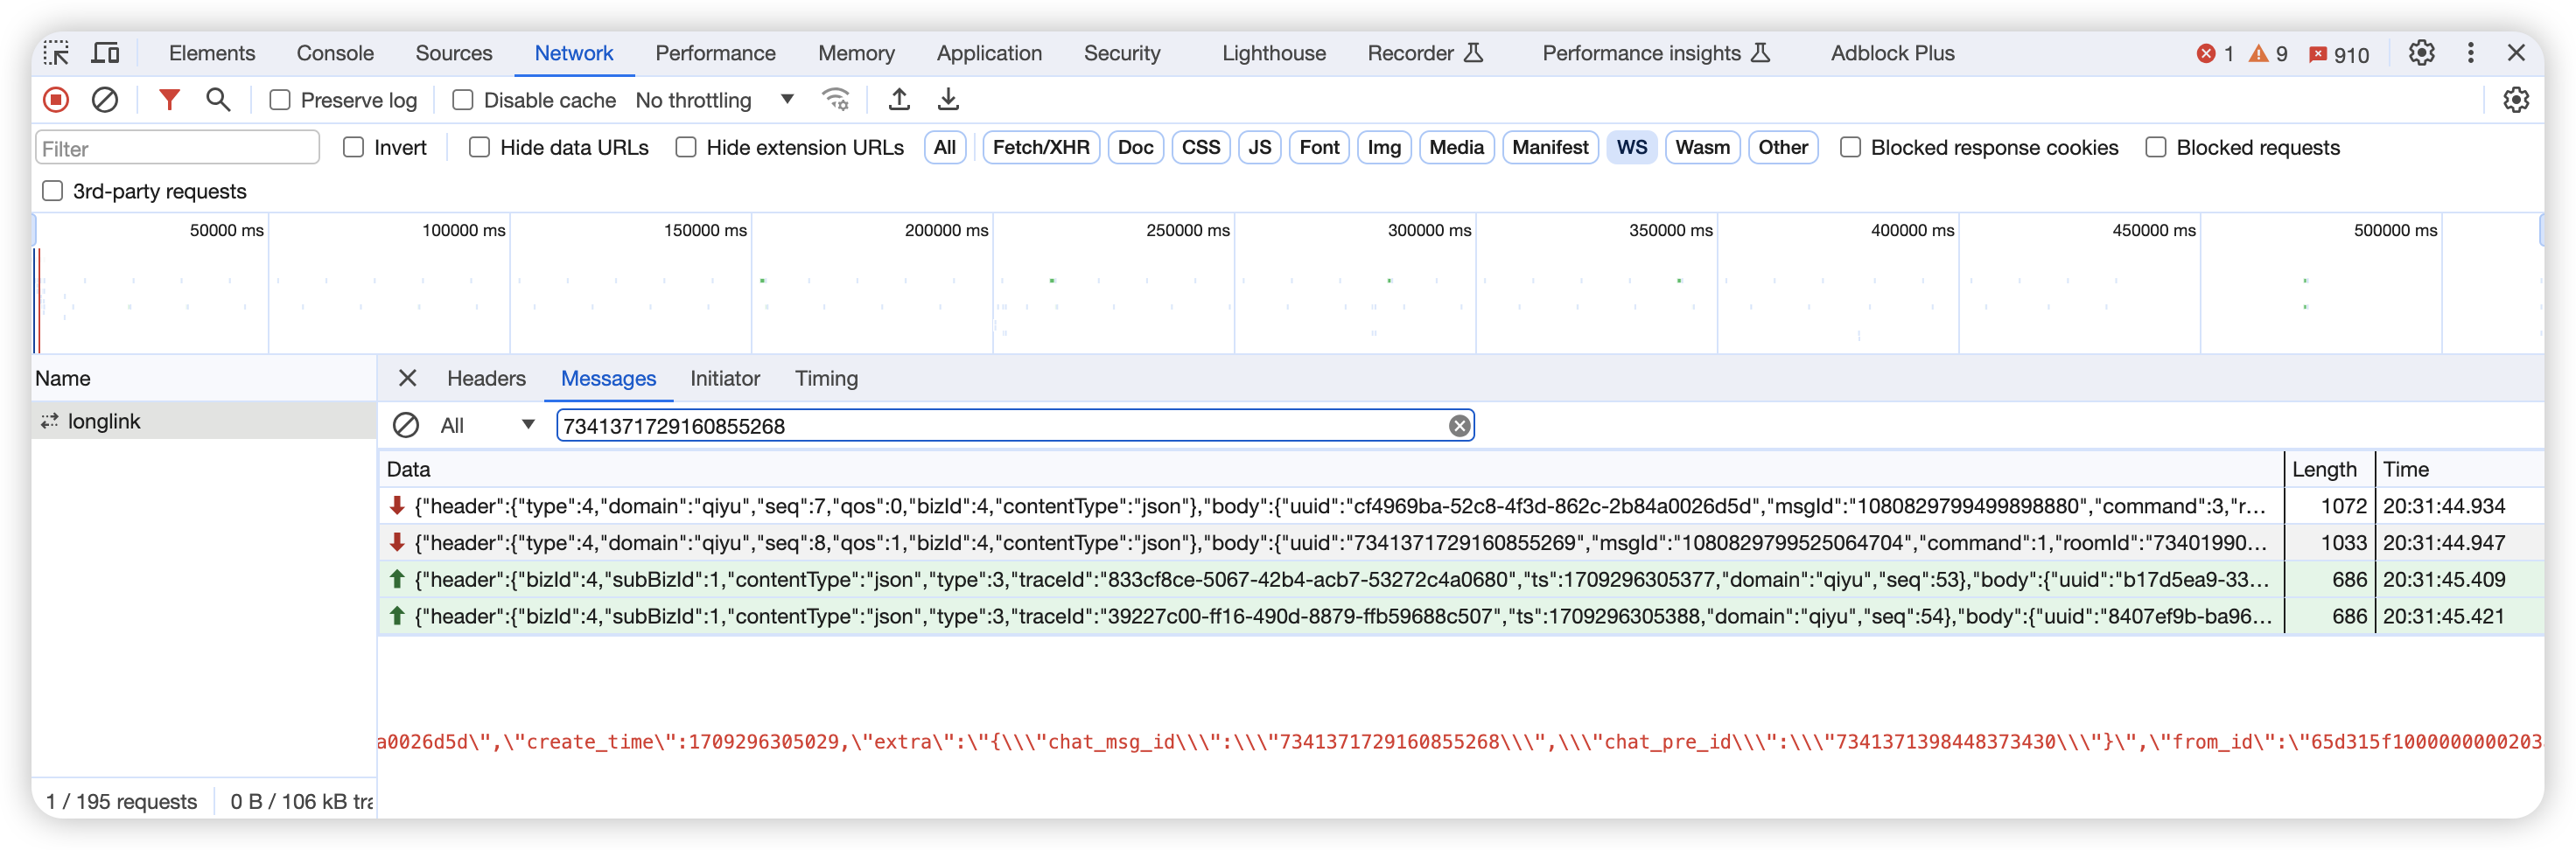 Elements Console Sources Network Performance Memory Application Security Lighthouse Recorder Performance insights Adblock Plus 1 9 910
Preserve log Disable cache No throttling
Filter Invert Hide data URLs Hide extension URLs All Fetch/XHR Doc CSS JS Font Img Media Manifest WS Wasm Other Blocked response cookies Blocked requests
3rd-party requests
50000 ms 100000 ms 150000 ms 200000 ms 250000 ms 300000 ms 350000 ms 400000 ms 450000 ms 500000 ms
Name Headers Messages Initiator Timing
longlink All 7341371729160855268
Data Length Time
{"header":{"type":4,"domain":"qiyu","seq":7,"qos":0,"bizId":4,"contentType":"json"},"body":{"uuid":"cf4969ba-52c8-4f3d-862c-2b84a0026d5d","msgId":"1080829799499898880","command":3,"r… 1072 20:31:44.934
{"header":{"type":4,"domain":"qiyu","seq":8,"qos":1,"bizId":4,"contentType":"json"},"body":{"uuid":"7341371729160855269","msgId":"1080829799525064704","command":1,"roomId":"73401990… 1033 20:31:44.947
{"header":{"bizId":4,"subBizId":1,"contentType":"json","type":3,"traceId":"833cf8ce-5067-42b4-acb7-53272c4a0680","ts":1709296305377,"domain":"qiyu","seq":53},"body":{"uuid":"b17d5ea9-33… 686 20:31:45.409
{"header":{"bizId":4,"subBizId":1,"contentType":"json","type":3,"traceId":"39227c00-ff16-490d-8879-ffb59688c507","ts":1709296305388,"domain":"qiyu","seq":54},"body":{"uuid":"8407ef9b-ba96… 686 20:31:45.421
a0026d5d\",\"create_time\":1709296305029,\"extra\":\"{\\\"chat_msg_id\\\":\\\"7341371729160855268\\\",\\\"chat_pre_id\\\":\\\"7341371398448373430\\\"}\",\"from_id\":\"65d315f1000000000203
1 / 195 requests 0 B / 106 kB tra